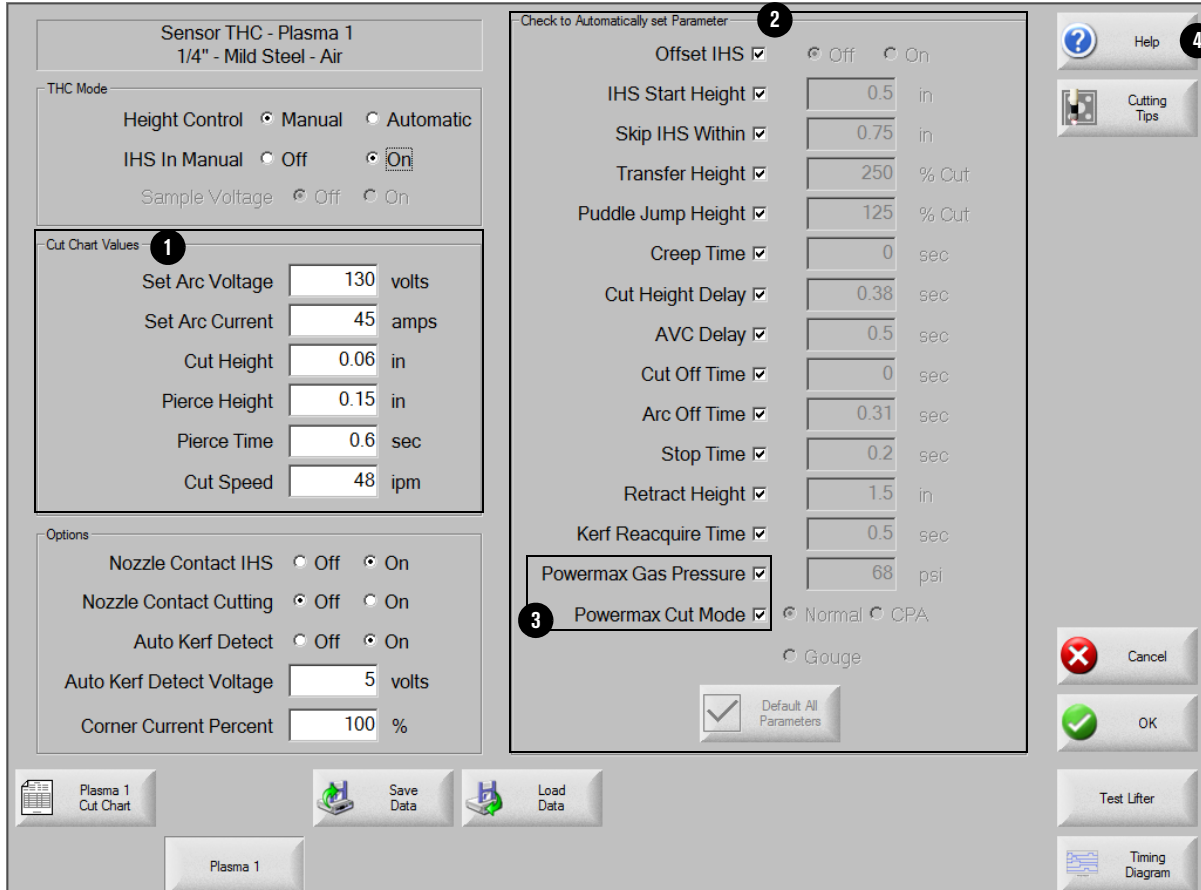 Sensor THC - Plasma 1
1/4" - Mild Steel - Air
THC Mode
Height Control Manual Automatic
IHS In Manual Off On
Sample Voltage Off On
Cut Chart Values 1
Set Arc Voltage 130 volts
Set Arc Current 45 amps
Cut Height 0.06 in
Pierce Height 0.15 in
Pierce Time 0.6 sec
Cut Speed 48 ipm
Options
Nozzle Contact IHS Off On
Nozzle Contact Cutting Off On
Auto Kerf Detect Off On
Auto Kerf Detect Voltage 5 volts
Corner Current Percent 100 %
Check to Automatically set Parameter 2
Offset IHS Off On
IHS Start Height 0.5 in
Skip IHS Within 0.75 in
Transfer Height 250 % Cut
Puddle Jump Height 125 % Cut
Creep Time 0 sec
Cut Height Delay 0.38 sec
AVC Delay 0.5 sec
Cut Off Time 0 sec
Arc Off Time 0.31 sec
Stop Time 0.2 sec
Retract Height 1.5 in
Kerf Reacquire Time 0.5 sec
Powermax Gas Pressure 68 psi
3 Powermax Cut Mode Normal CPA
Gouge
Default All
Parameters
Help 4
Cutting
Tips
Cancel
OK
Test Lifter
Timing
Diagram
Plasma 1
Cut Chart
Save
Data
Load
Data
Plasma 1